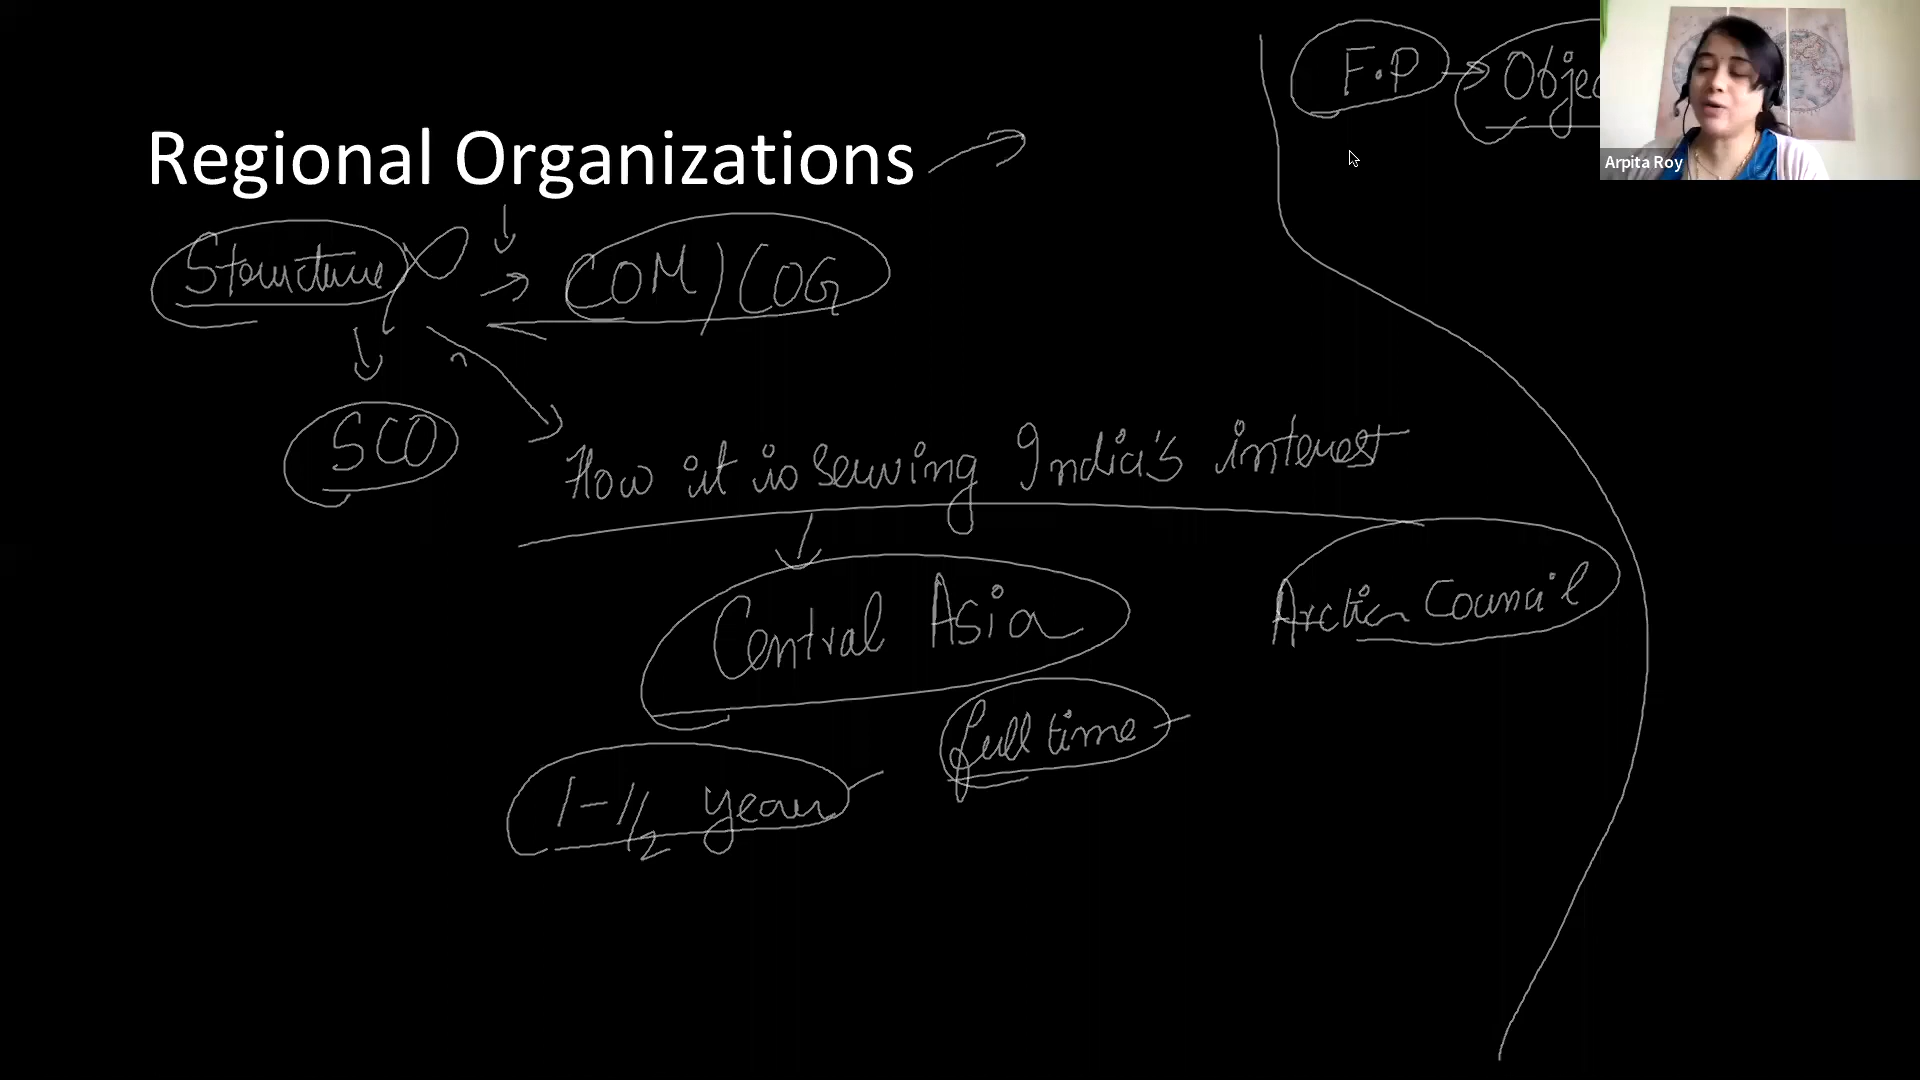 F.P → Objec
Arpita Roy
Regional Organizations
Structure
COM/COG
SCO
How it is serving India's interest
Central Asia
Arctic Council
full time
1-1/2 year